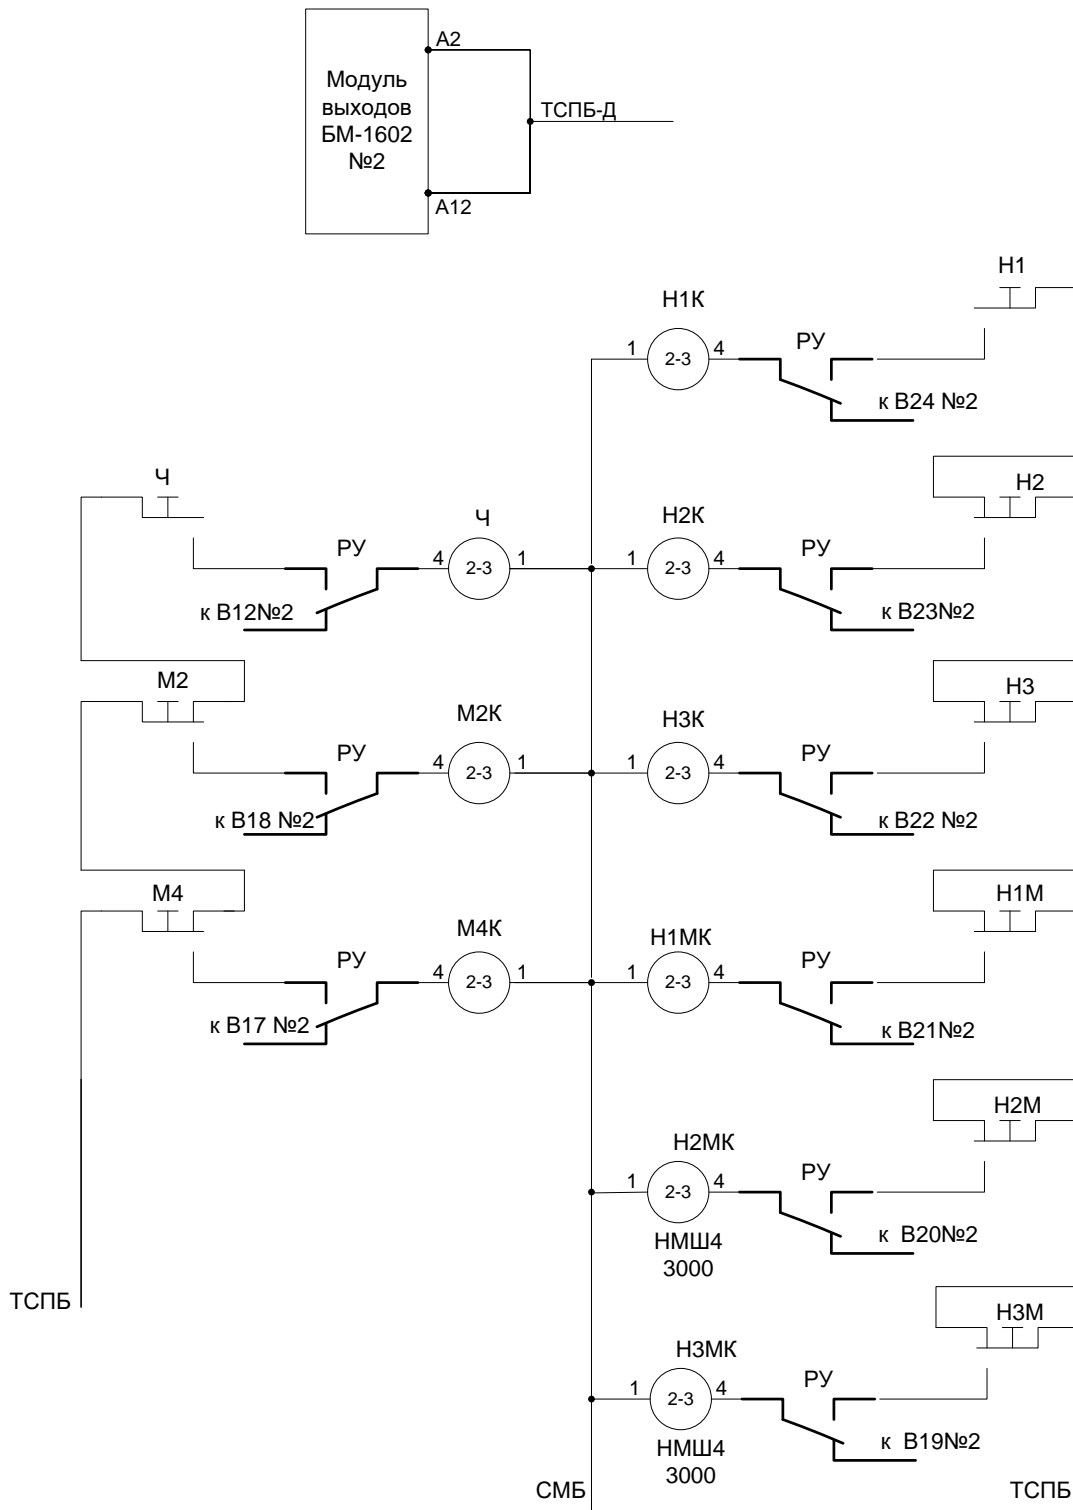 А2
Модуль
выходов
БМ-1602
№2
ТСПБ-Д
А12
Н1
Н1К
1
2-3
4
РУ
к В24 №2
Ч
РУ
4
Ч
2-3
1
к В12№2
Н2
Н2К
1
2-3
4
РУ
к В23№2
М2
М2К
РУ
4
2-3
1
к В18 №2
Н3
Н3К
1
2-3
4
РУ
к В22 №2
М4
М4К
РУ
4
2-3
1
к В17 №2
Н1М
Н1МК
1
2-3
4
РУ
к В21№2
Н2М
Н2МК
1
2-3
4
РУ
к В20№2
НМШ4
3000
ТСПБ
Н3М
Н3МК
1
2-3
4
РУ
к В19№2
НМШ4
3000
СМБ
ТСПБ